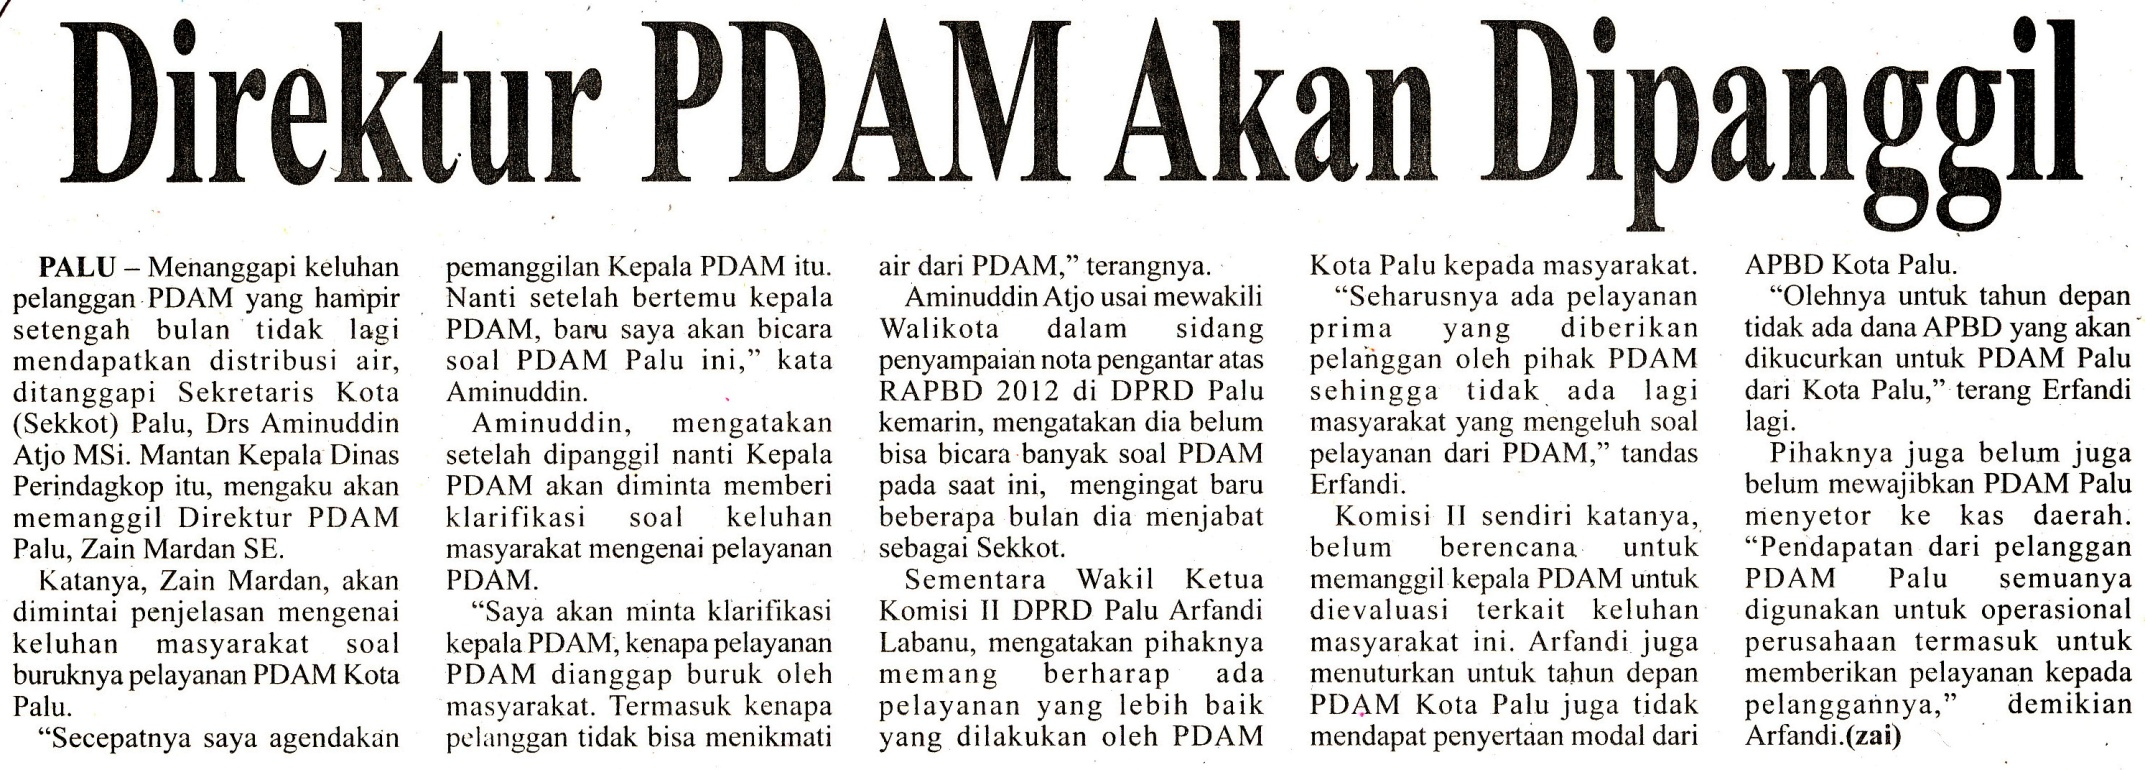 Direktur PDAM Akan Dipanggil
PALU – Menanggapi keluhan
pelanggan PDAM yang hampir
setengah bulan tidak lagi
mendapatkan distribusi air,
ditanggapi Sekretaris Kota
(Sekkot) Palu, Drs Aminuddin
Atjo MSi. Mantan Kepala Dinas
Perindagkop itu, mengaku akan
memanggil Direktur PDAM
Palu, Zain Mardan SE.
Katanya, Zain Mardan, akan
dimintai penjelasan mengenai
keluhan masyarakat soal
buruknya pelayanan PDAM Kota
Palu.
“Secepatnya saya agendakan
pemanggilan Kepala PDAM itu.
Nanti setelah bertemu kepala
PDAM, baru saya akan bicara
soal PDAM Palu ini,” kata
Aminuddin.
Aminuddin, mengatakan
setelah dipanggil nanti Kepala
PDAM akan diminta memberi
klarifikasi soal keluhan
masyarakat mengenai pelayanan
PDAM.
“Saya akan minta klarifikasi
kepala PDAM, kenapa pelayanan
PDAM dianggap buruk oleh
masyarakat. Termasuk kenapa
pelanggan tidak bisa menikmati
air dari PDAM,” terangnya.
Aminuddin Atjo usai mewakili
Walikota dalam sidang
penyampaian nota pengantar atas
RAPBD 2012 di DPRD Palu
kemarin, mengatakan dia belum
bisa bicara banyak soal PDAM
pada saat ini, mengingat baru
beberapa bulan dia menjabat
sebagai Sekkot.
Sementara Wakil Ketua
Komisi II DPRD Palu Arfandi
Labanu, mengatakan pihaknya
memang berharap ada
pelayanan yang lebih baik
yang dilakukan oleh PDAM
Kota Palu kepada masyarakat.
“Seharusnya ada pelayanan
prima yang diberikan
pelanggan oleh pihak PDAM
sehingga tidak ada lagi
masyarakat yang mengeluh soal
pelayanan dari PDAM,” tandas
Erfandi.
Komisi II sendiri katanya,
belum berencana untuk
memanggil kepala PDAM untuk
dievaluasi terkait keluhan
masyarakat ini. Arfandi juga
menuturkan untuk tahun depan
PDAM Kota Palu juga tidak
mendapat penyertaan modal dari
APBD Kota Palu.
“Olehnya untuk tahun depan
tidak ada dana APBD yang akan
dikucurkan untuk PDAM Palu
dari Kota Palu,” terang Erfandi
lagi.
Pihaknya juga belum juga
belum mewajibkan PDAM Palu
menyetor ke kas daerah.
“Pendapatan dari pelanggan
PDAM Palu semuanya
digunakan untuk operasional
perusahaan termasuk untuk
memberikan pelayanan kepada
pelanggannya,” demikian
Arfandi.(zai)